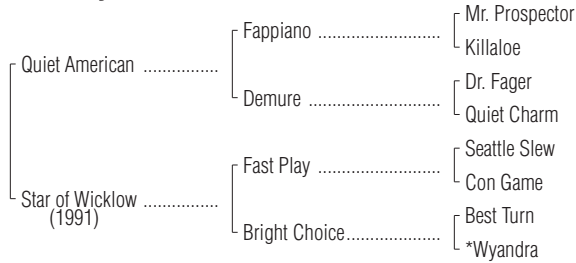 Mr. Prospector
Fappiano ......................
Killaloe
Quiet American ...............
Dr. Fager
Demure ........................
Quiet Charm
Seattle Slew
Fast Play ......................
Con Game
Star of Wicklow ...............
(1991)
Best Turn
Bright Choice.................
*Wyandra